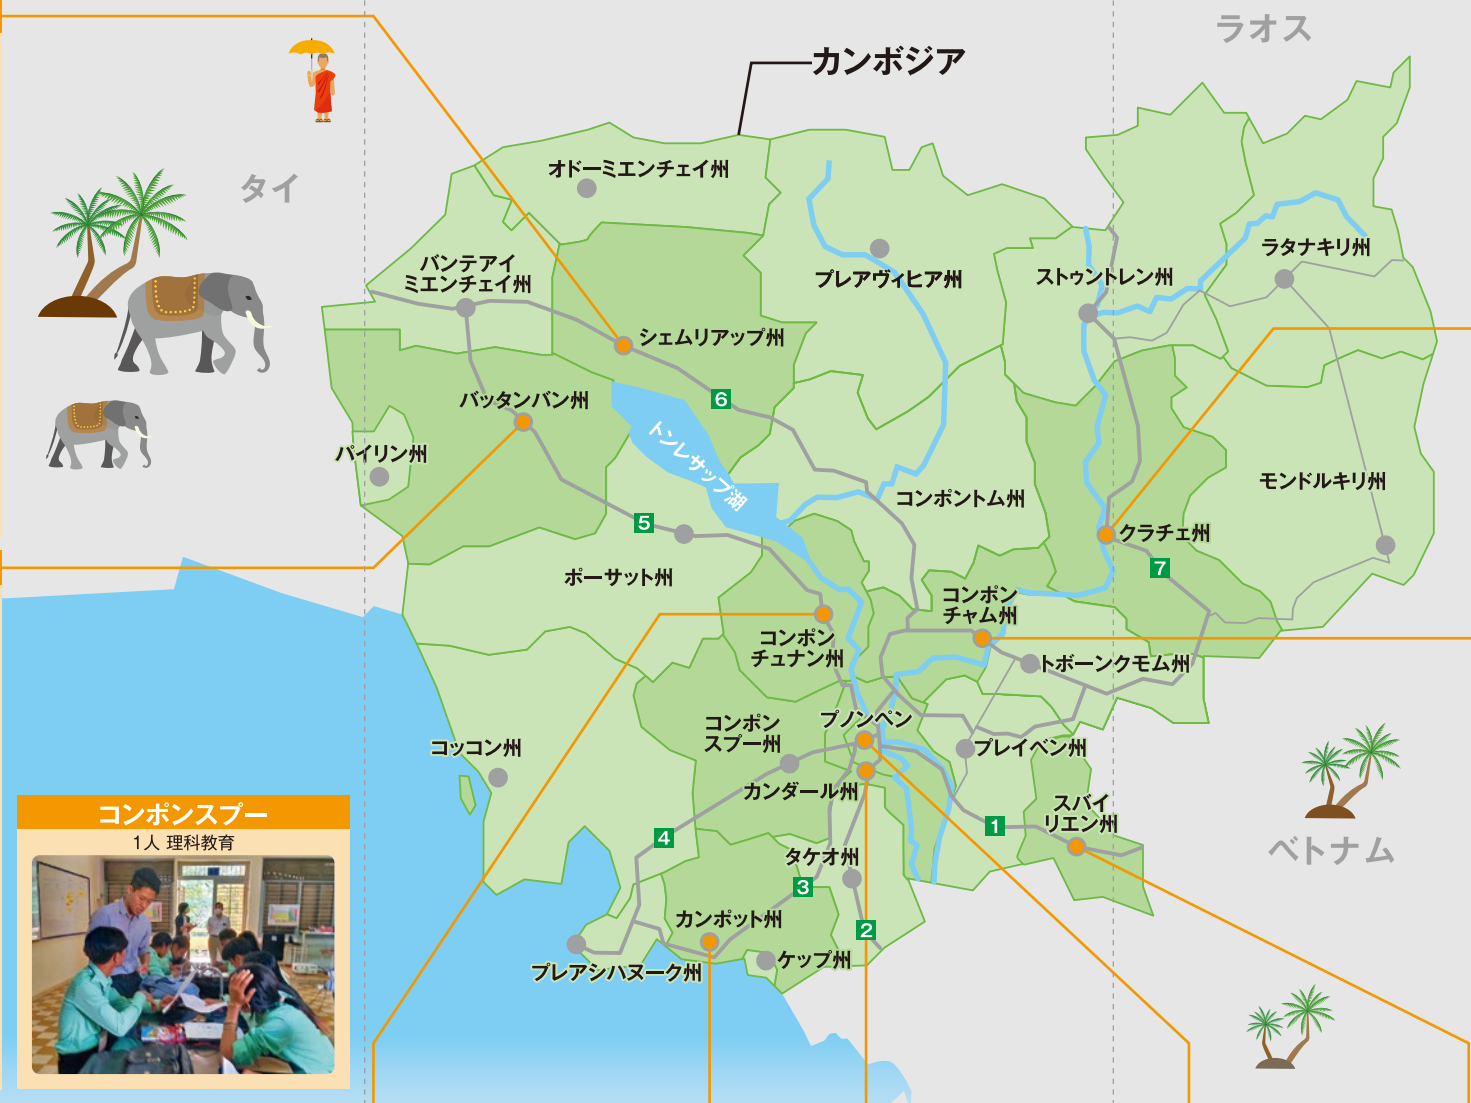 ラオス
カンボジア
タイ
オドーミエンチェイ州
バンテアイ
ミエンチェイ州
プレアヴィヒア州
ストゥントレン州
ラタナキリ州
シェムリアップ州
6
バッタンバン州
トンレサップ湖
パイリン州
モンドルキリ州
コンポントム州
5
クラチェ州
7
ポーサット州
コンポン
チャム州
コンポン
チュナン州
トボーンクモム州
コンポン
スプー州
プノンペン
コッコン州
プレイベン州
カンダール州
スバイ
リエン州
1
4
タケオ州
3
カンポット州
2
ケップ州
プレアシハヌーク州
ベトナム
コンポンスプー
1人 理科教育